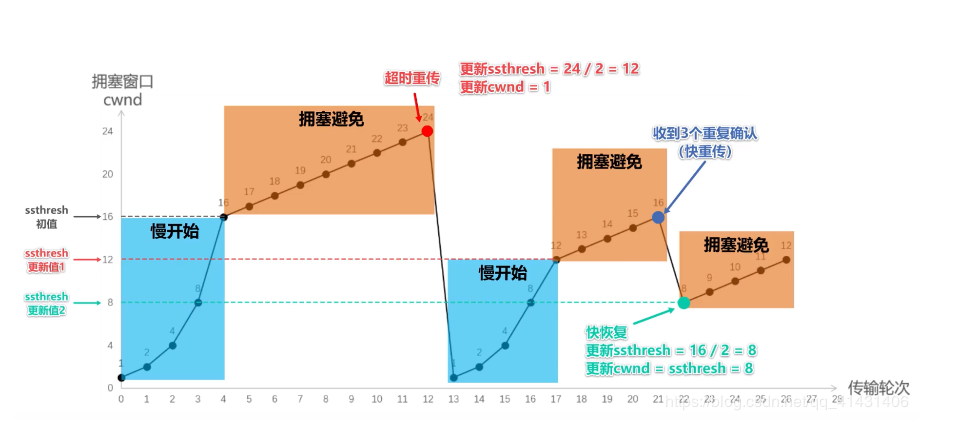 超时重传
更新ssthresh = 24 / 2 = 12
更新cwnd = 1
拥塞窗口
cwnd
拥塞避免
24
24
23
22
21
20
19
18
17
16
收到3个重复确认
(快重传)
拥塞避免
16
15
14
13
12
20
ssthresh
初值
16
慢开始
拥塞避免
12
11
10
9
8
ssthresh
更新值1
12
慢开始
8
4
2
1
ssthresh
更新值2
8
8
4
2
1
4
0
快恢复
更新ssthresh = 16 / 2 = 8
更新cwnd = ssthresh = 8
0 1 2 3 4 5 6 7 8 9 10 11 12 13 14 15 16 17 18 19 20 21 22 23 24 25 26 27 28 29
传输轮次
https://blog.csdn.net/qq_41431406